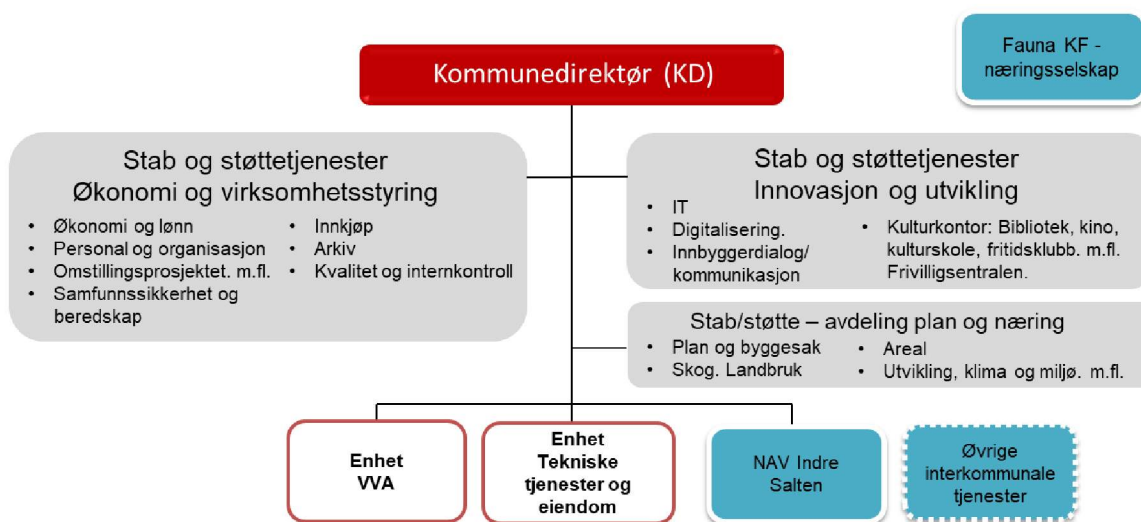 Kommunedirektør (KD)
Fauna KF -
næringsselskap
Stab og støttetjenester
Økonomi og virksomhetsstyring
• Økonomi og lønn
• Personal og organisasjon
• Omstillingsprosjektet. m.fl.
• Samfunnssikkerhet og
beredskap
• Innkjøp
• Arkiv
• Kvalitet og internkontroll
Stab og støttetjenester
Innovasjon og utvikling
• IT
• Digitalisering.
• Innbyggerdialog/
kommunikasjon
• Kulturkontor: Bibliotek, kino,
kulturskole, fritidsklubb. m.fl.
Frivilligsentralen.
Stab/støtte – avdeling plan og næring
• Plan og byggesak
• Skog. Landbruk
• Areal
• Utvikling, klima og miljø. m.fl.
Enhet
VVA
Enhet
Tekniske
tjenester og
eiendom
NAV Indre
Salten
Øvrige
interkommunale
tjenester